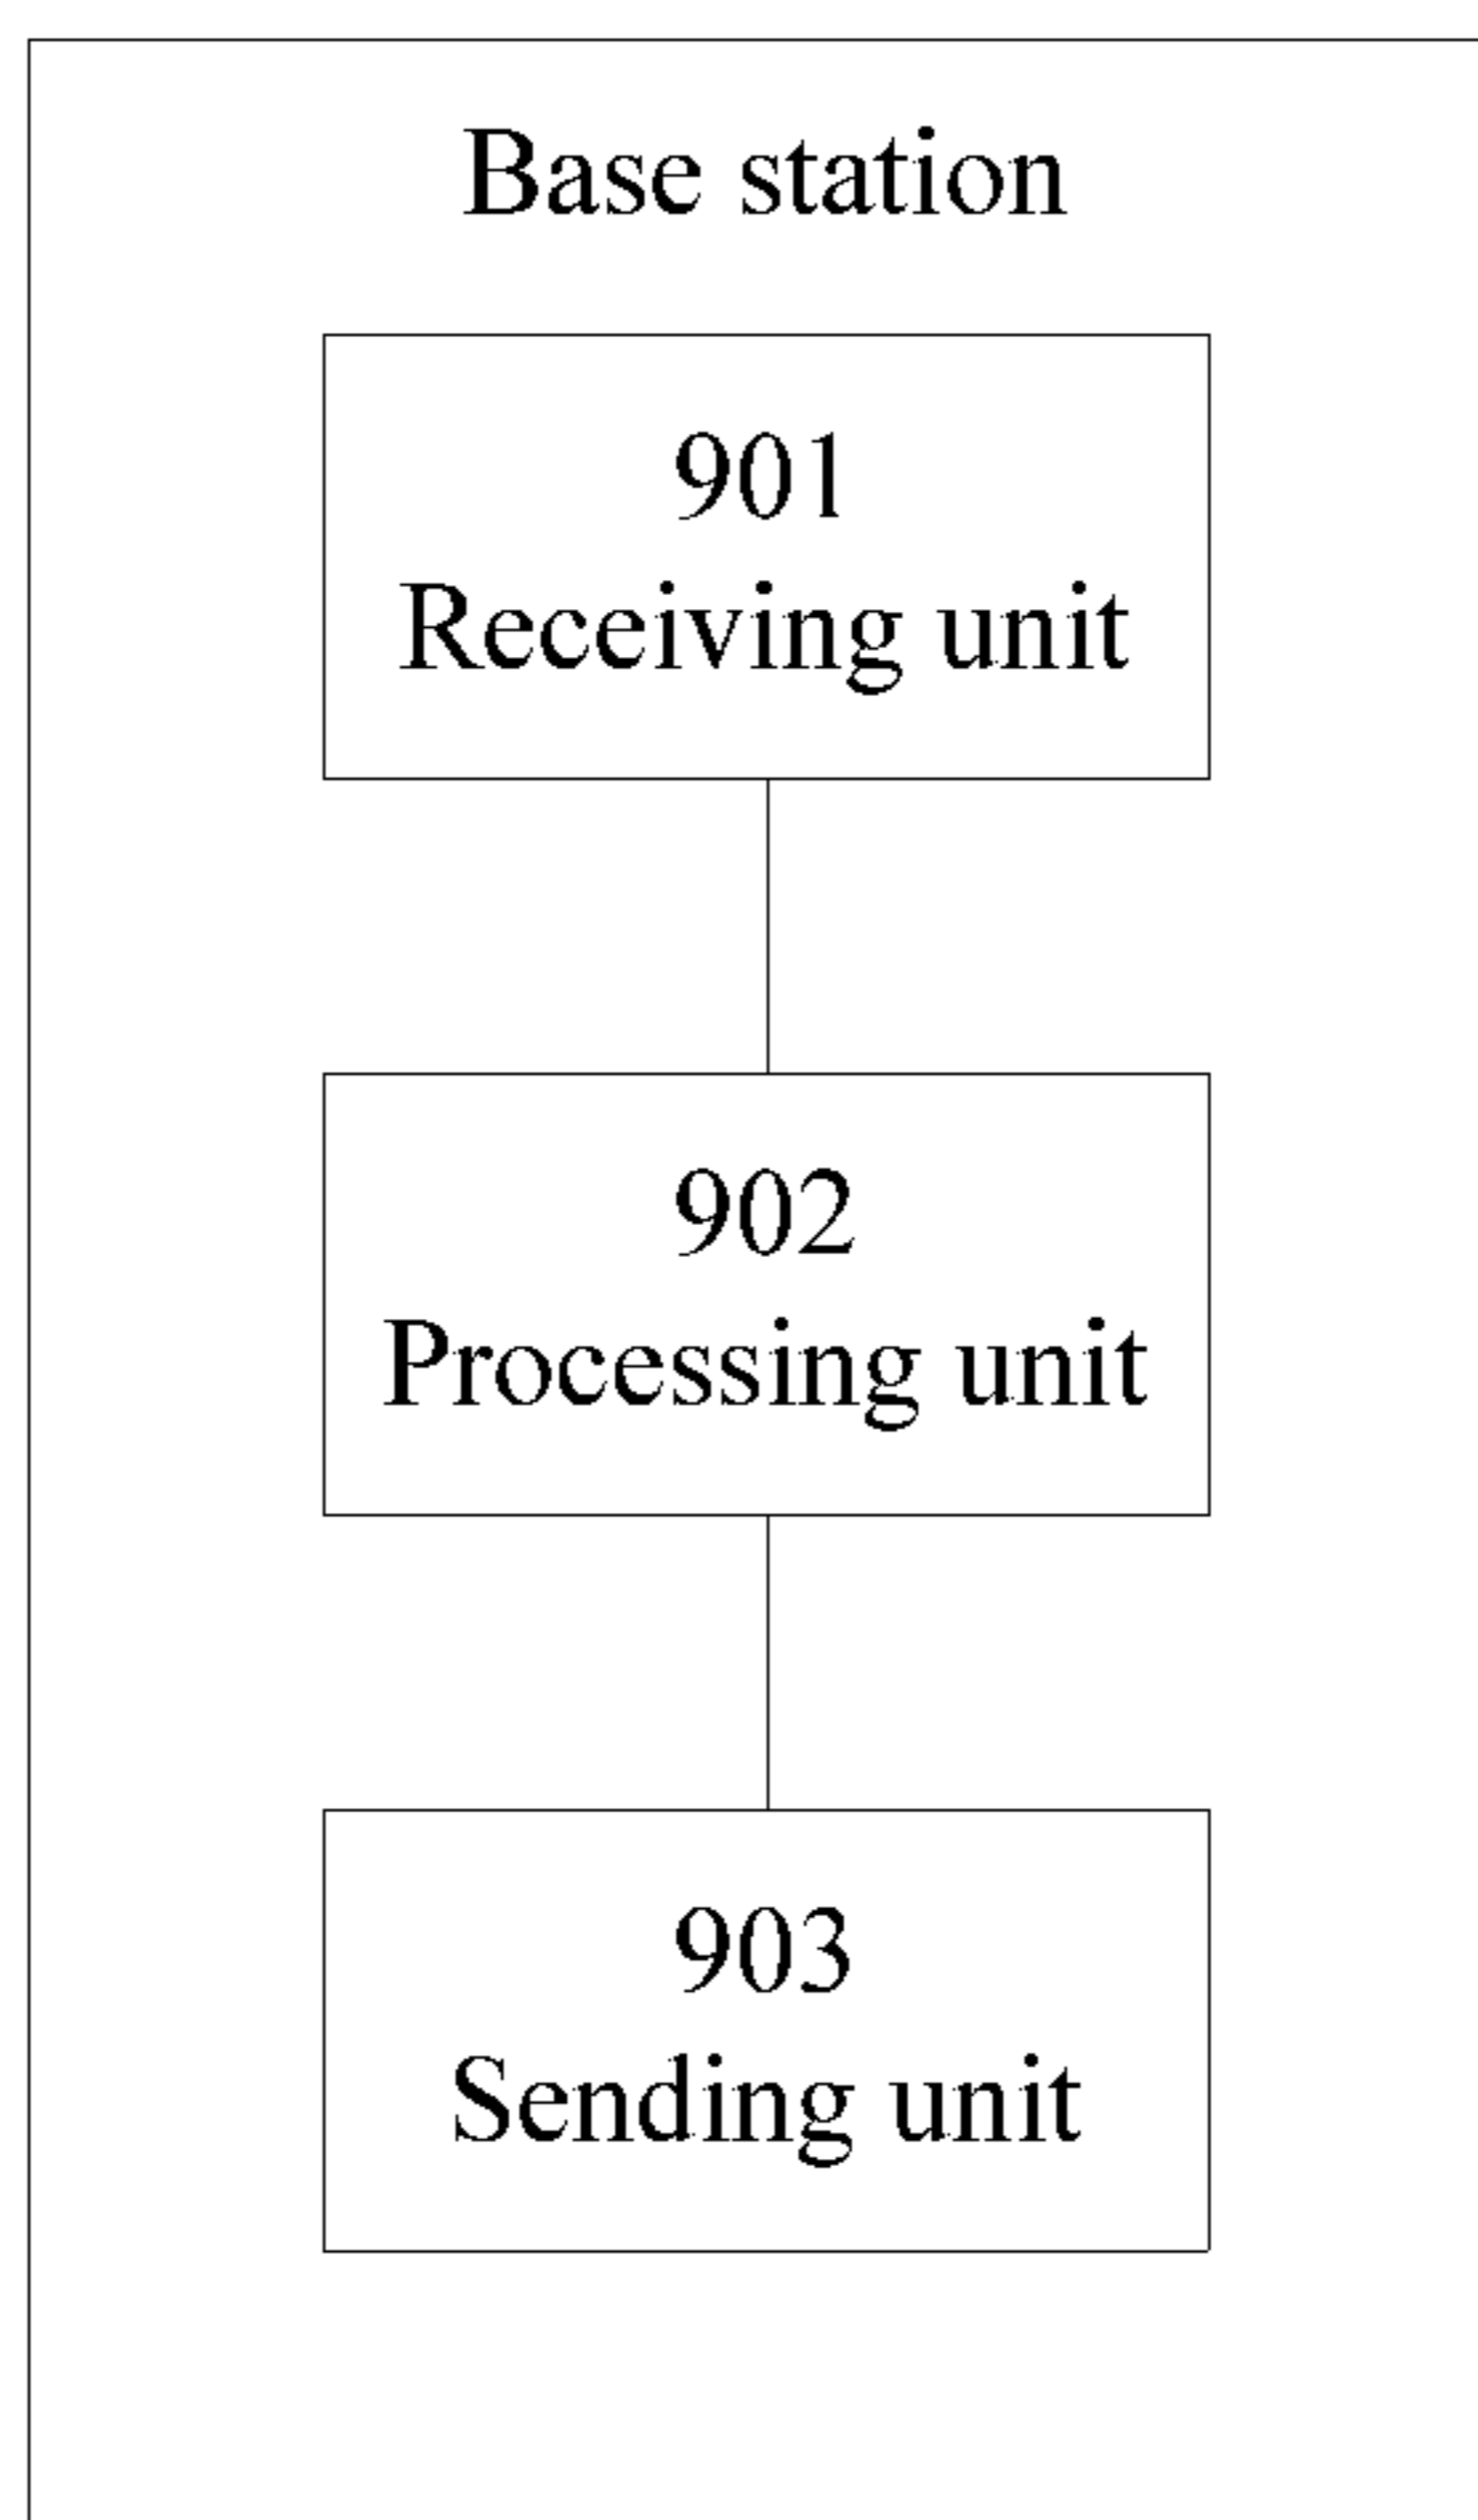 Base station
901
Receiving unit
902
Processing unit
903
Sending unit